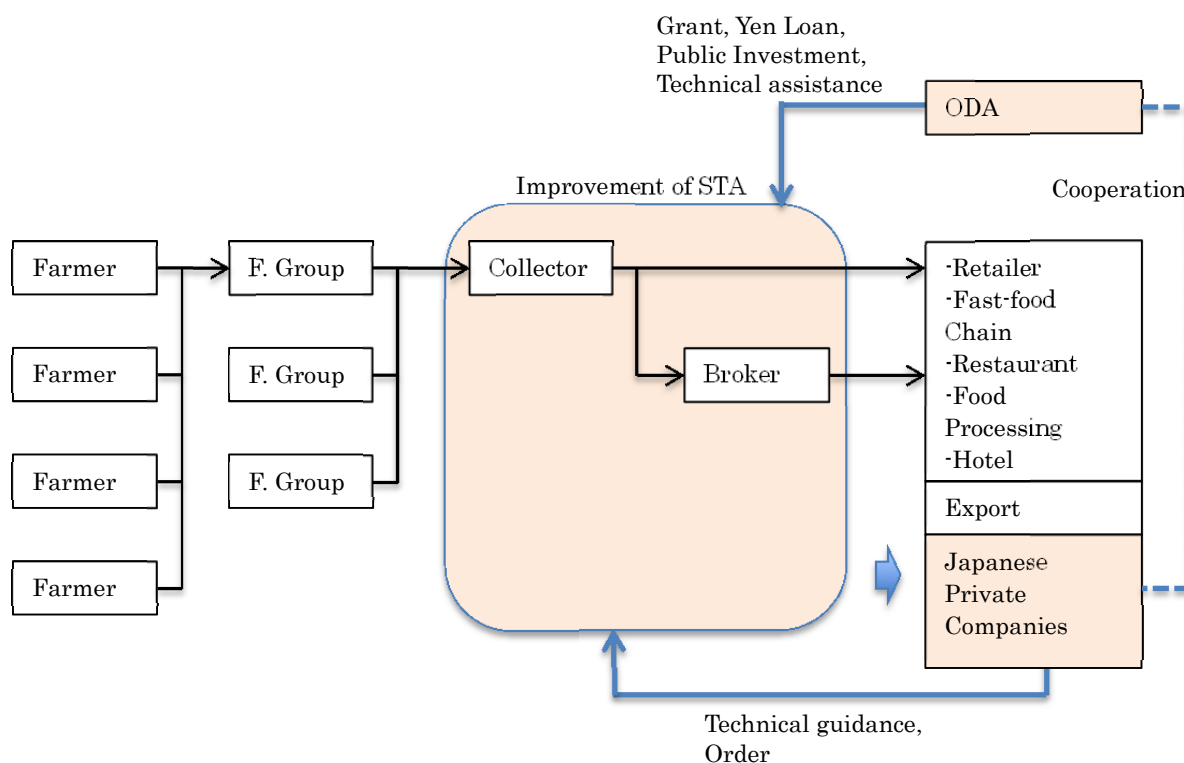 Grant, Yen Loan,
Public Investment,
Technical assistance
ODA
Improvement of STA
Cooperation
Farmer
F. Group
Collector
-Retailer
-Fast-food
Chain
-Restaurant
-Food
Processing
-Hotel
Farmer
F. Group
Broker
Farmer
F. Group
Export
Farmer
Japanese
Private
Companies
Technical guidance,
Order